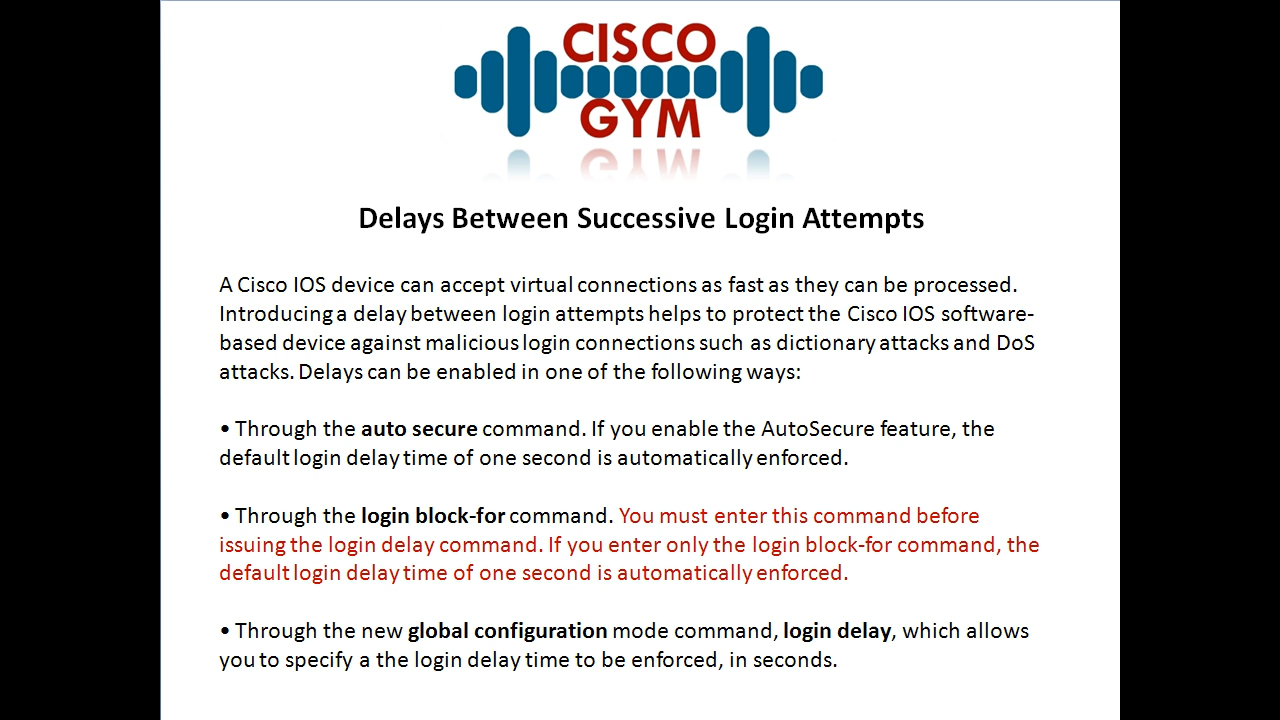 CISCO
GYM
Delays Between Successive Login Attempts
A Cisco IOS device can accept virtual connections as fast as they can be processed.
Introducing a delay between login attempts helps to protect the Cisco IOS software-
based device against malicious login connections such as dictionary attacks and DoS
attacks. Delays can be enabled in one of the following ways:
• Through the auto secure command. If you enable the AutoSecure feature, the
default login delay time of one second is automatically enforced.
• Through the login block-for command. You must enter this command before
issuing the login delay command. If you enter only the login block-for command, the
default login delay time of one second is automatically enforced.
• Through the new global configuration mode command, login delay, which allows
you to specify a the login delay time to be enforced, in seconds.